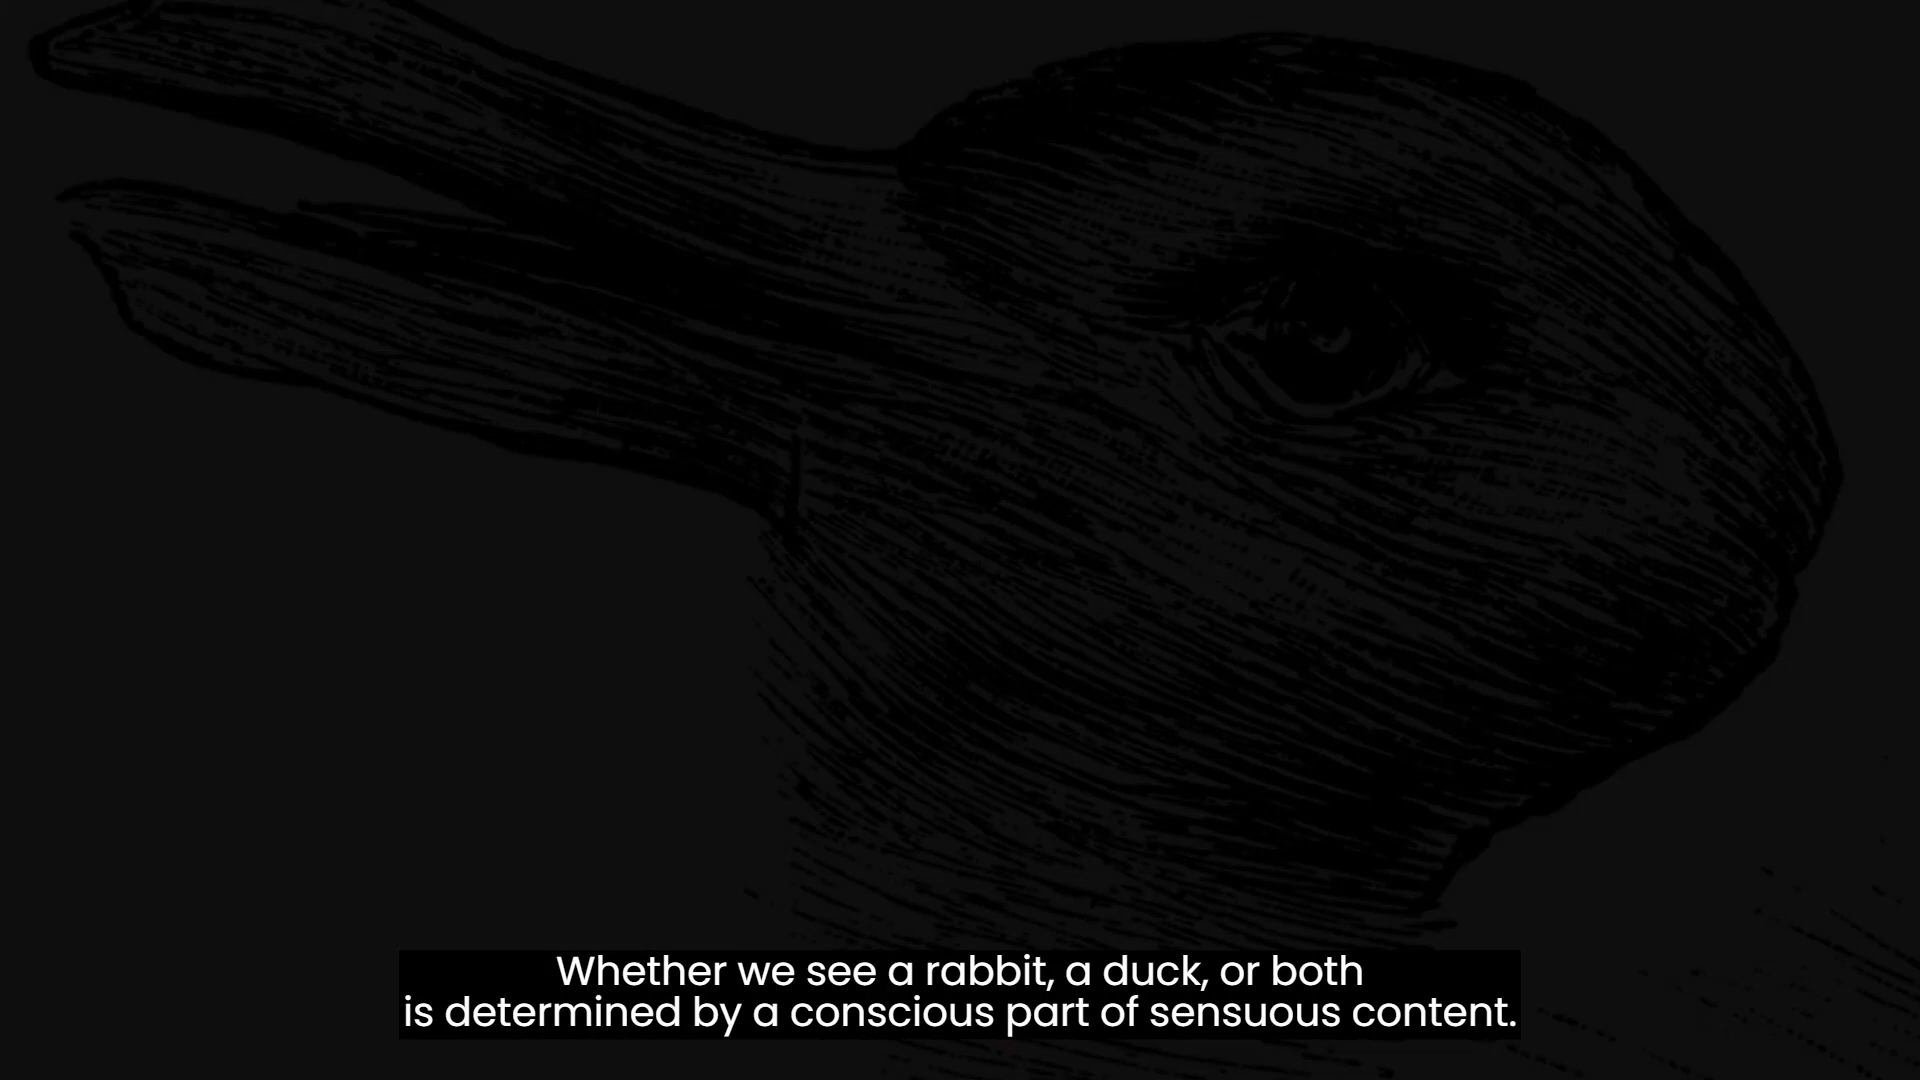 Whether we see a rabbit, a duck, or both
is determined by a conscious part of sensuous content.